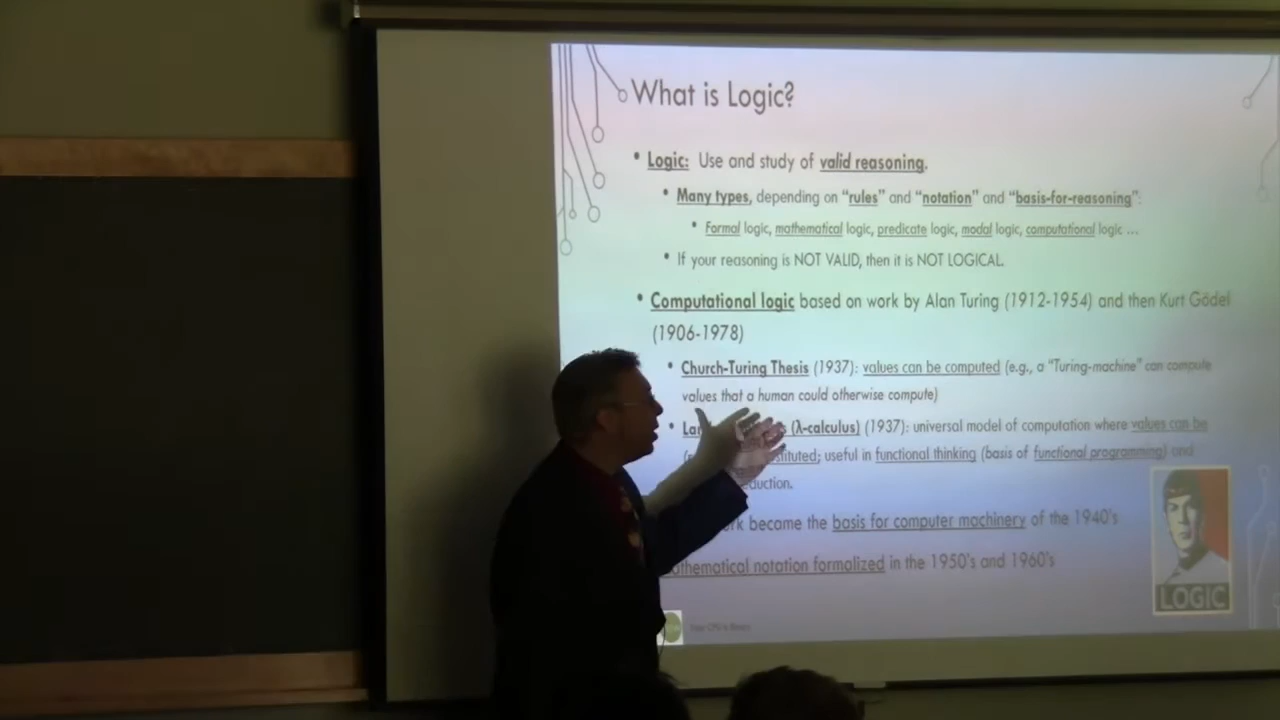 What is Logic?
• Logic: Use and study of valid reasoning.
• Many types, depending on “rules” and “notation” and “basis-for-reasoning”:
• Formal logic, mathematical logic, predicate logic, modal logic, computational logic ...
• If your reasoning is NOT VALID, then it is NOT LOGICAL.
• Computational logic based on work by Alan Turing (1912-1954) and then Kurt Gödel
(1906-1978)
• Church-Turing Thesis (1937): values can be computed (e.g., a “Turing-machine” can compute
values that a human could otherwise compute)
• (λ-calculus) (1937): universal model of computation where values can be
useful in functional thinking (basis of functional programming) and
became the basis for computer machinery of the 1940's
notation formalized in the 1950's and 1960's
LOGIC